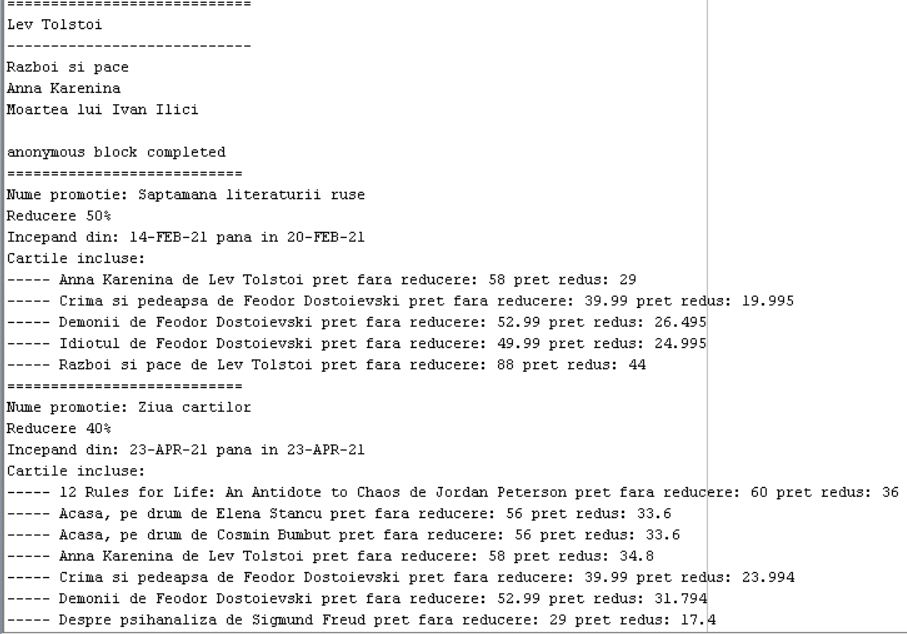 ===========================
Lev Tolstoi
---------------------------
Razboi si pace
Anna Karenina
Moartea lui Ivan Ilici
anonymous block completed
==========================
Nume promotie: Saptamana literaturii ruse
Reducere 50%
Incepand din: 14-FEB-21 pana in 20-FEB-21
Cartile incluse:
----- Anna Karenina de Lev Tolstoi pret fara reducere: 58 pret redus: 29
----- Crima si pedeapsa de Feodor Dostoievski pret fara reducere: 39.99 pret redus: 19.995
----- Demonii de Feodor Dostoievski pret fara reducere: 52.99 pret redus: 26.495
----- Idiotul de Feodor Dostoievski pret fara reducere: 49.99 pret redus: 24.995
----- Razboi si pace de Lev Tolstoi pret fara reducere: 88 pret redus: 44
==========================
Nume promotie: Ziua cartilor
Reducere 40%
Incepand din: 23-APR-21 pana in 23-APR-21
Cartile incluse:
----- 12 Rules for Life: An Antidote to Chaos de Jordan Peterson pret fara reducere: 60 pret redus: 36
----- Acasa, pe drum de Elena Stancu pret fara reducere: 56 pret redus: 33.6
----- Acasa, pe drum de Cosmin Bumbut pret fara reducere: 56 pret redus: 33.6
----- Anna Karenina de Lev Tolstoi pret fara reducere: 58 pret redus: 34.8
----- Crima si pedeapsa de Feodor Dostoievski pret fara reducere: 39.99 pret redus: 23.994
----- Demonii de Feodor Dostoievski pret fara reducere: 52.99 pret redus: 31.794
----- Despre psihanaliza de Sigmund Freud pret fara reducere: 29 pret redus: 17.4